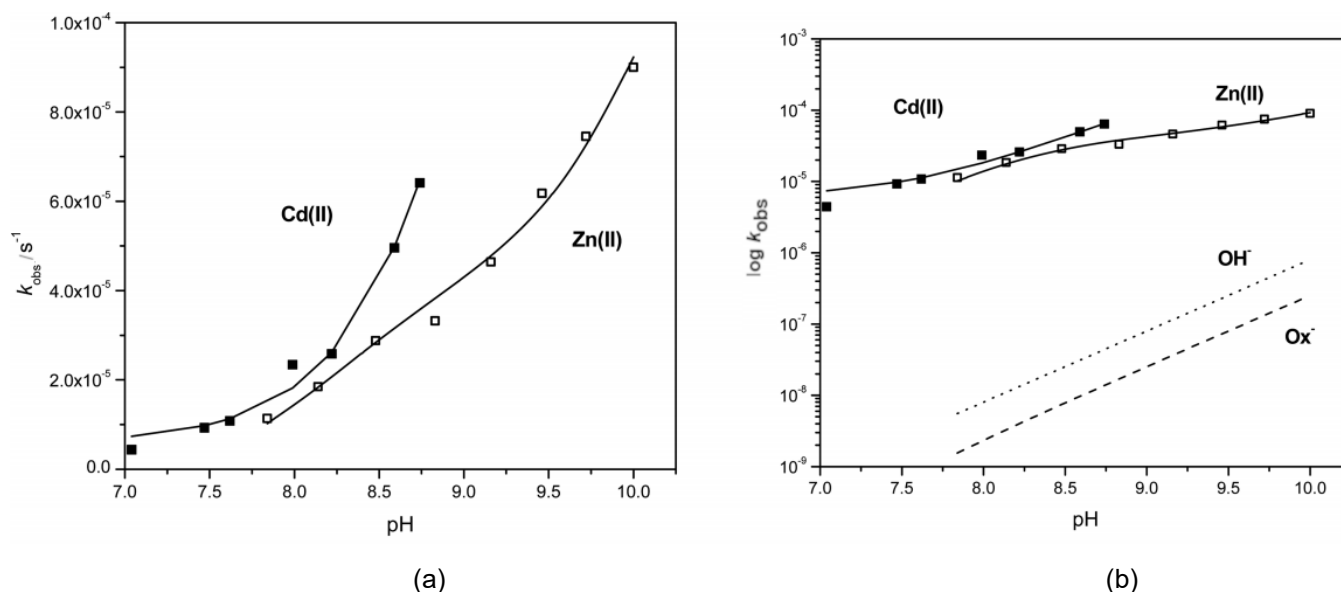 1.0x10⁻⁴
8.0x10⁻⁵
6.0x10⁻⁵
4.0x10⁻⁵
2.0x10⁻⁵
0.0
k_obs / s⁻¹
Cd(II)
Zn(II)
7.0 7.5 8.0 8.5 9.0 9.5 10.0
pH
(a)
10⁻³
10⁻⁴
10⁻⁵
10⁻⁶
10⁻⁷
10⁻⁸
10⁻⁹
log k_obs
Cd(II)
Zn(II)
OH⁻
Ox⁻
7.0 7.5 8.0 8.5 9.0 9.5 10.0
pH
(b)